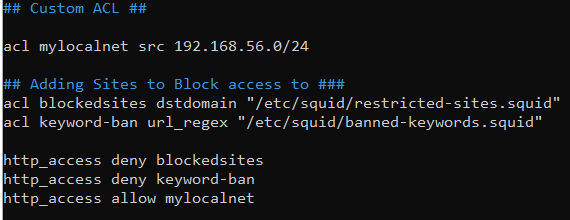 ## Custom ACL ##
acl mylocalnet src 192.168.56.0/24
## Adding Sites to Block access to ###
acl blockedsites dstdomain "/etc/squid/restricted-sites.squid"
acl keyword-ban url_regex "/etc/squid/banned-keywords.squid"
http_access deny blockedsites
http_access deny keyword-ban
http_access allow mylocalnet